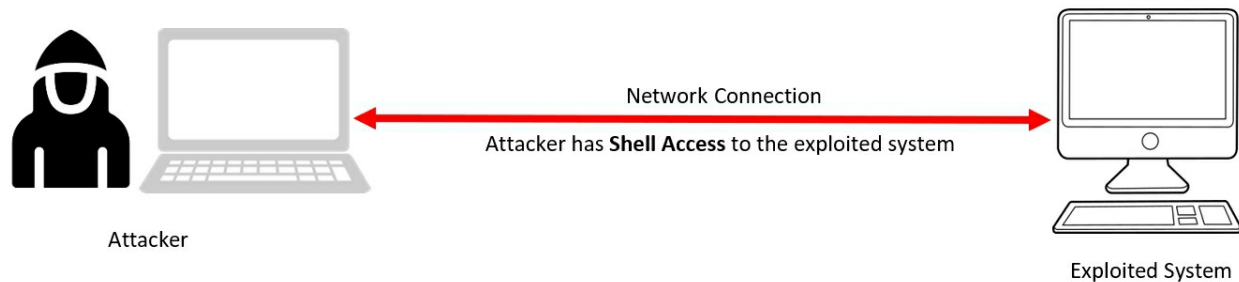 Network Connection
Attacker has Shell Access to the exploited system
Attacker
Exploited System